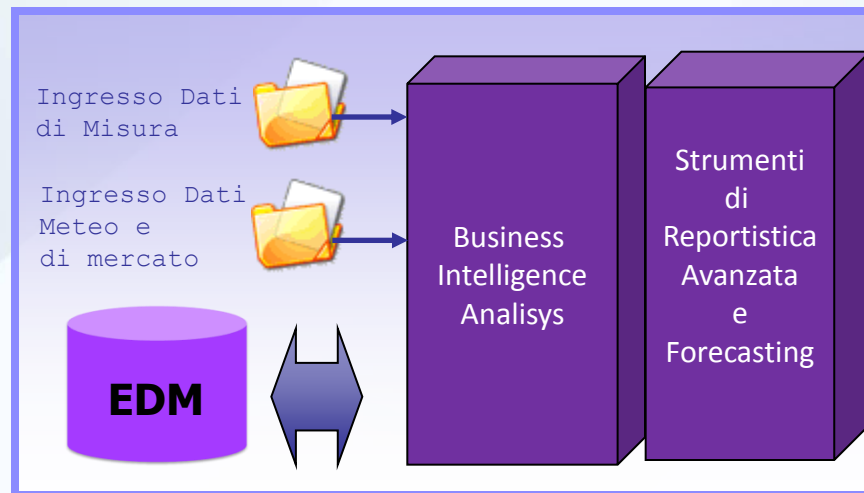 Ingresso Dati
di Misura
Ingresso Dati
Meteo e
di mercato
EDM
Business
Intelligence
Analisys
Strumenti
di
Reportistica
Avanzata
e
Forecasting